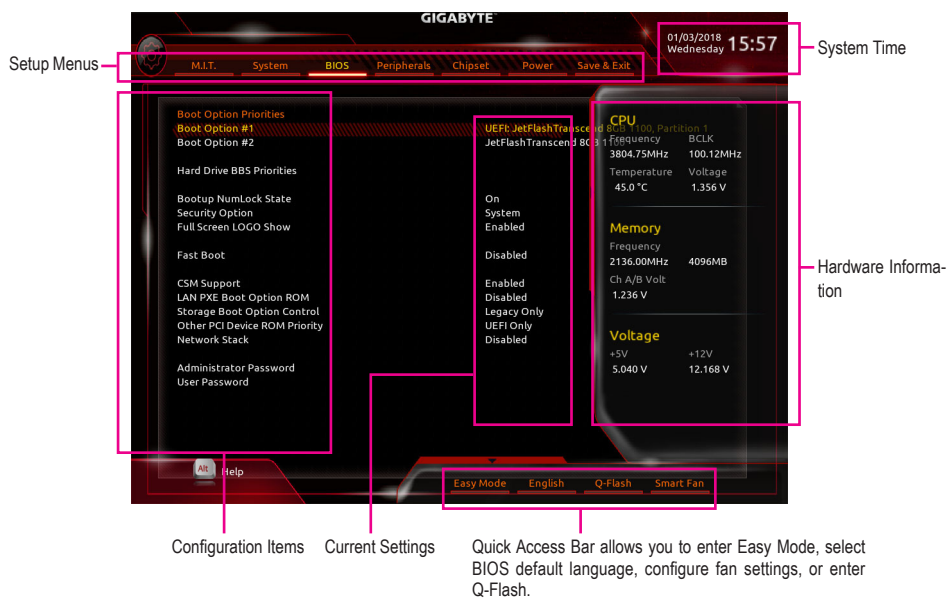 GIGABYTE™
01/03/2018
Wednesday
15:57
System Time
Setup Menus
M.I.T. System BIOS Peripherals Chipset Power Save & Exit
Boot Option Priorities
Boot Option #1 UEFI: JetFlashTranscend 8GB 1100, Partition 1
Boot Option #2 JetFlashTranscend 8GB 1100
Hard Drive BBS Priorities
Bootup NumLock State On
Security Option System
Full Screen LOGO Show Enabled
Fast Boot Disabled
CSM Support Enabled
LAN PXE Boot Option ROM Disabled
Storage Boot Option Control Legacy Only
Other PCI Device ROM Priority UEFI Only
Network Stack Disabled
Administrator Password
User Password
CPU
Frequency BCLK
3804.75MHz 100.12MHz
Temperature Voltage
45.0 °C 1.356 V
Memory
Frequency
2136.00MHz 4096MB
Ch A/B Volt
1.236 V
Voltage
+5V +12V
5.040 V 12.168 V
Hardware Informa-
tion
Alt Help
Easy Mode English Q-Flash Smart Fan
Configuration Items
Current Settings
Quick Access Bar allows you to enter Easy Mode, select
BIOS default language, configure fan settings, or enter
Q-Flash.